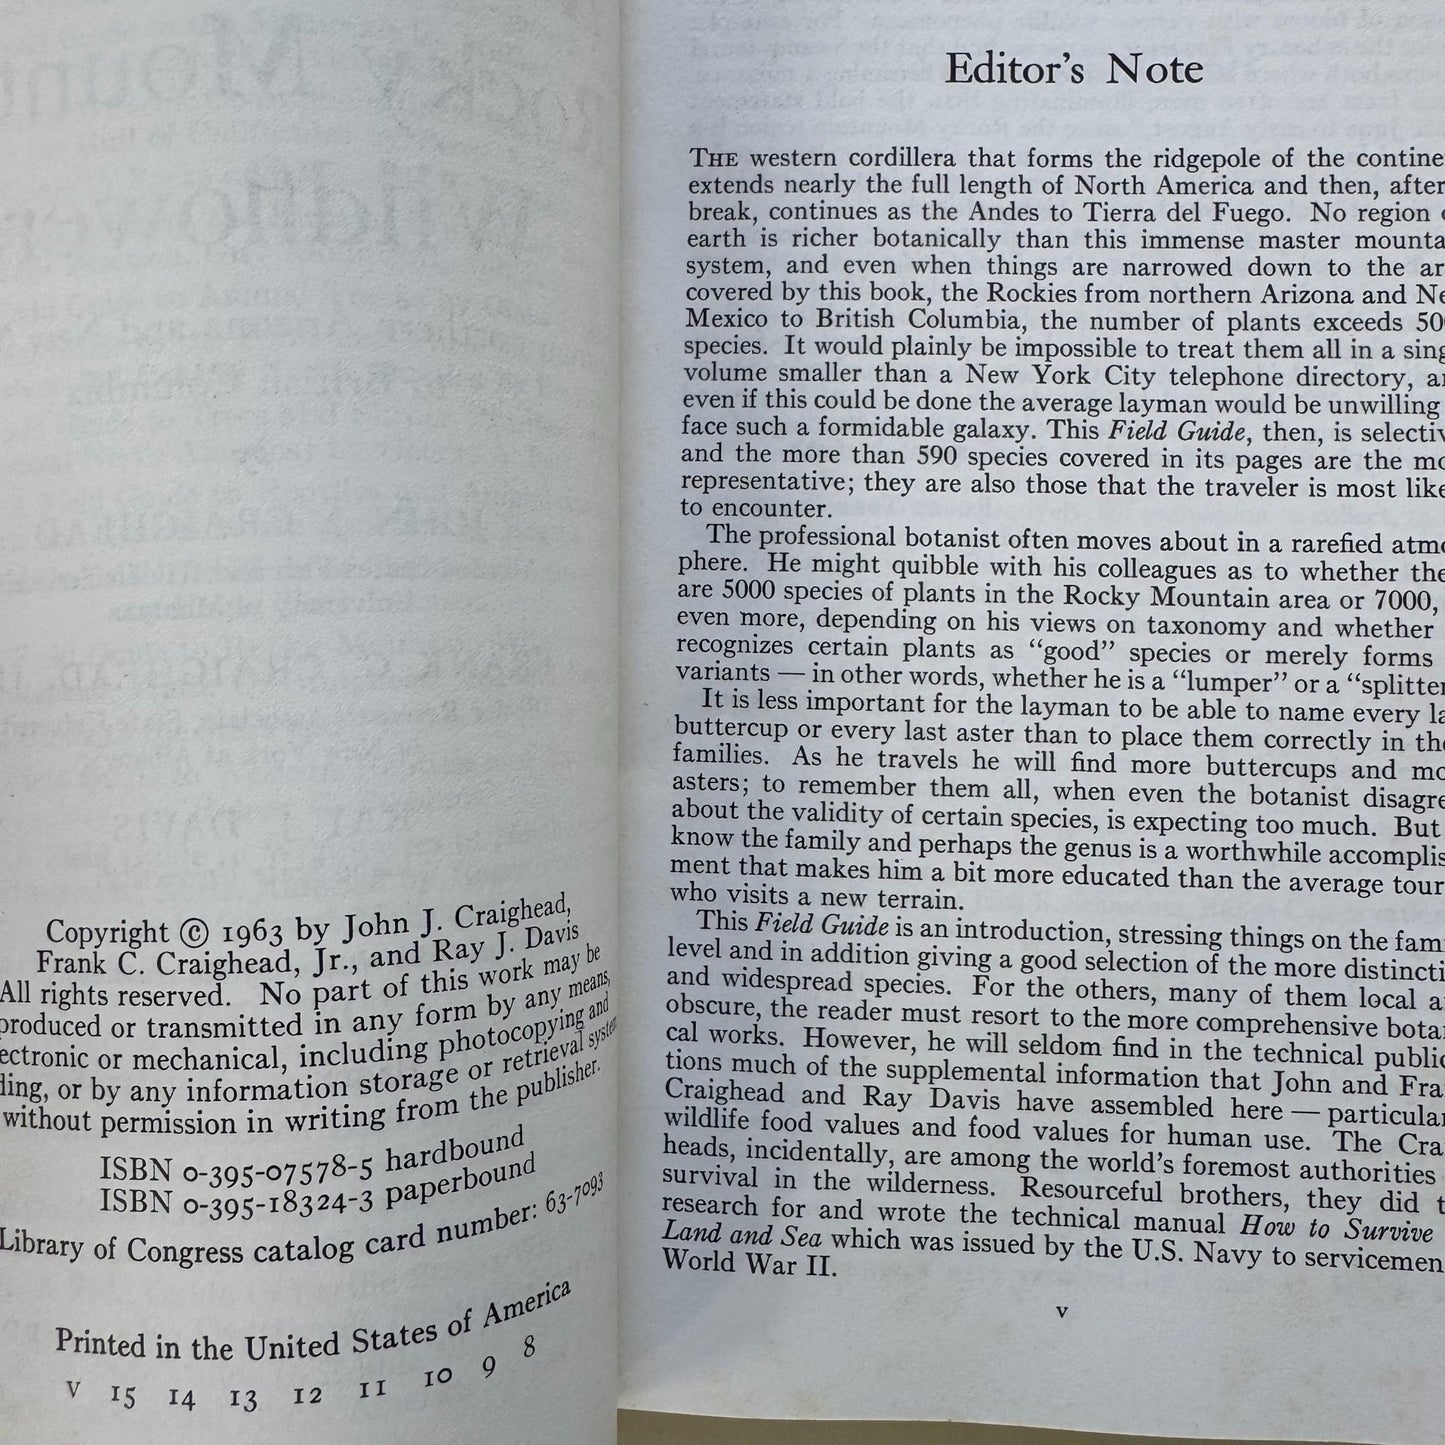 Copyright © 1963 by John J. Craighead,
Frank C. Craighead, Jr., and Ray J. Davis
All rights reserved. No part of this work may be
produced or transmitted in any form by any means,
ectronic or mechanical, including photocopying and
ding, or by any information storage or retrieval system
without permission in writing from the publisher.
ISBN 0-395-07578-5 hardbound
ISBN 0-395-18324-3 paperbound
Library of Congress catalog card number: 63-7093
Printed in the United States of America
V 15 14 13 12 11 10 9 8
Editor's Note
THE western cordillera that forms the ridgepole of the contine
extends nearly the full length of North America and then, after
break, continues as the Andes to Tierra del Fuego. No region o
earth is richer botanically than this immense master mounta
system, and even when things are narrowed down to the ar
covered by this book, the Rockies from northern Arizona and Ne
Mexico to British Columbia, the number of plants exceeds 500
species. It would plainly be impossible to treat them all in a sing
volume smaller than a New York City telephone directory, an
even if this could be done the average layman would be unwilling
face such a formidable galaxy. This Field Guide, then, is selectiv
and the more than 590 species covered in its pages are the mo
representative; they are also those that the traveler is most like
to encounter.
The professional botanist often moves about in a rarefied atmo
phere. He might quibble with his colleagues as to whether the
are 5000 species of plants in the Rocky Mountain area or 7000,
even more, depending on his views on taxonomy and whether
recognizes certain plants as "good" species or merely forms
variants — in other words, whether he is a "lumper" or a "splitter
It is less important for the layman to be able to name every la
buttercup or every last aster than to place them correctly in the
families. As he travels he will find more buttercups and mo
asters; to remember them all, when even the botanist disagre
about the validity of certain species, is expecting too much. But
know the family and perhaps the genus is a worthwhile accomplis
ment that makes him a bit more educated than the average tour
who visits a new terrain.
This Field Guide is an introduction, stressing things on the fami
level and in addition giving a good selection of the more distincti
and widespread species. For the others, many of them local a
obscure, the reader must resort to the more comprehensive botan
cal works. However, he will seldom find in the technical public
tions much of the supplemental information that John and Fra
Craighead and Ray Davis have assembled here — particular
wildlife food values and food values for human use. The Cra
heads, incidentally, are among the world's foremost authorities
survival in the wilderness. Resourceful brothers, they did t
research for and wrote the technical manual How to Survive
Land and Sea which was issued by the U.S. Navy to servicemen
World War II.
v